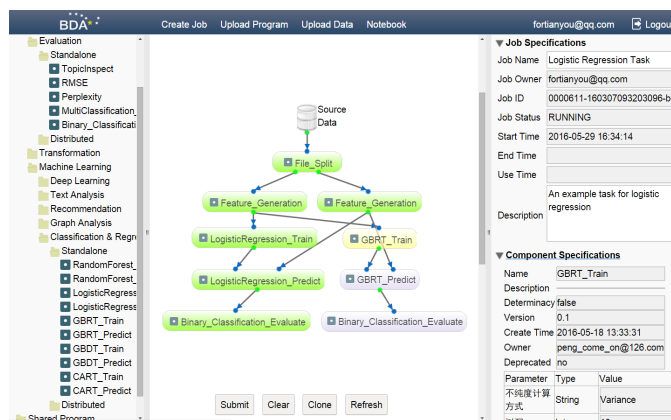 BDA
Create Job Upload Program Upload Data Notebook
fortianyou@qq.com Logou
Evaluation
Standalone
TopicInspect
RMSE
Perplexity
MultiClassification_
Binary_Classificati
Distributed
Transformation
Machine Learning
Deep Learning
Text Analysis
Recommendation
Graph Analysis
Classification & Regre
Standalone
RandomForest_
RandomForest_
LogisticRegress
LogisticRegress
GBRT_Train
GBRT_Predict
GBDT_Train
GBDT_Predict
CART_Train
CART_Predict
Distributed
Shared Program
Source
Data
File_Split
Feature_Generation Feature_Generation
LogisticRegression_Train GBRT_Train
LogisticRegression_Predict GBRT_Predict
Binary_Classification_Evaluate Binary_Classification_Evaluate
Submit Clear Clone Refresh
Job Specifications
Job Name Logistic Regression Task
Job Owner fortianyou@qq.com
Job ID 0000611-160307093203096-b
Job Status RUNNING
Start Time 2016-05-29 16:34:14
End Time
Use Time
Description An example task for logistic
regression
Component Specifications
Name GBRT_Train
Description
Determinacy false
Version 0.1
Create Time 2016-05-18 13:33:31
Owner peng_come_on@126.com
Deprecated no
Parameter Type Value
不纯度计算
方式 String Variance